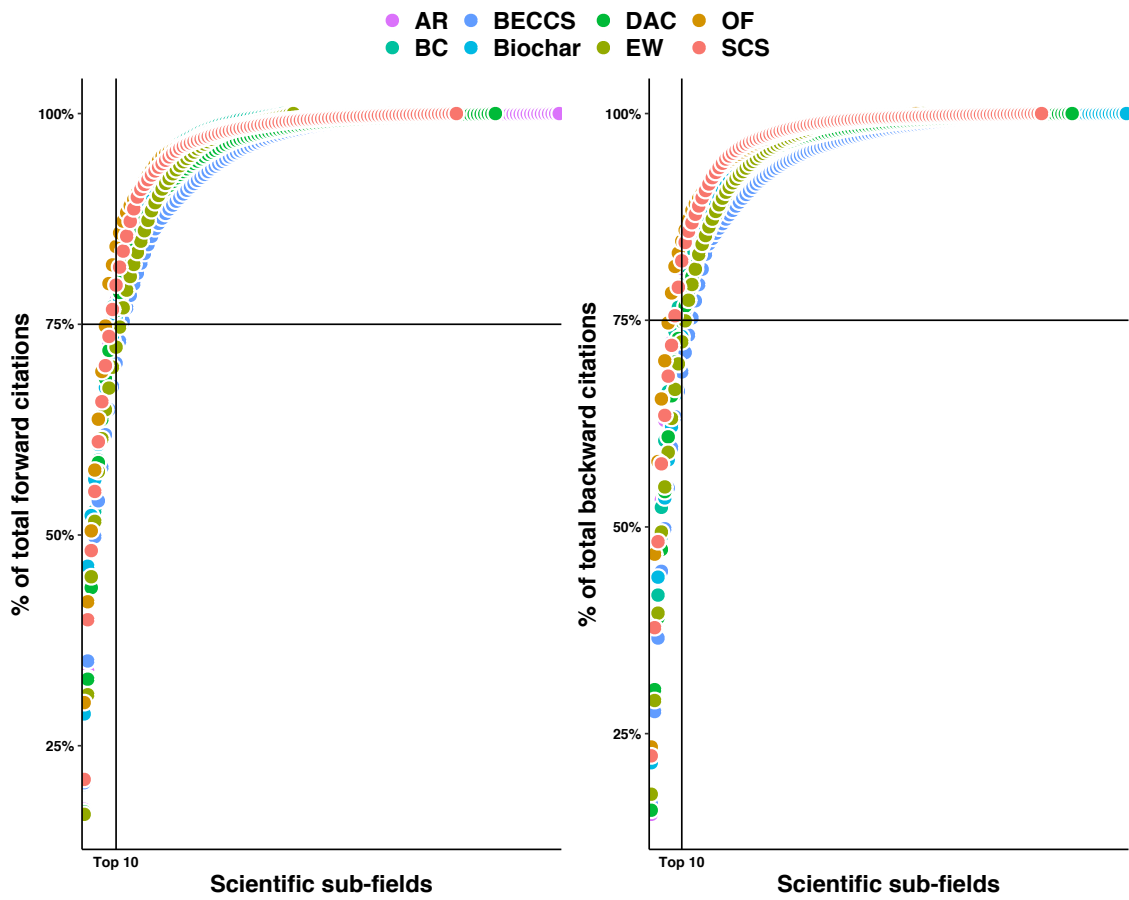 AR BECCS DAC OF
BC Biochar EW SCS
100%
75%
50%
25%
% of total forward citations
Top 10
Scientific sub-fields
100%
75%
50%
25%
% of total backward citations
Top 10
Scientific sub-fields